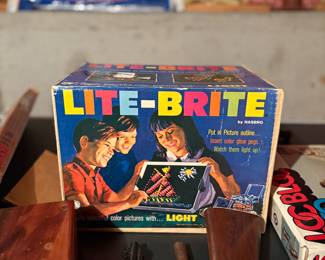 LITE-BRITE
by HASBRO
Put in Picture outline...
insert color glow pegs...
Watch them light up!
color pictures with... LIGHT